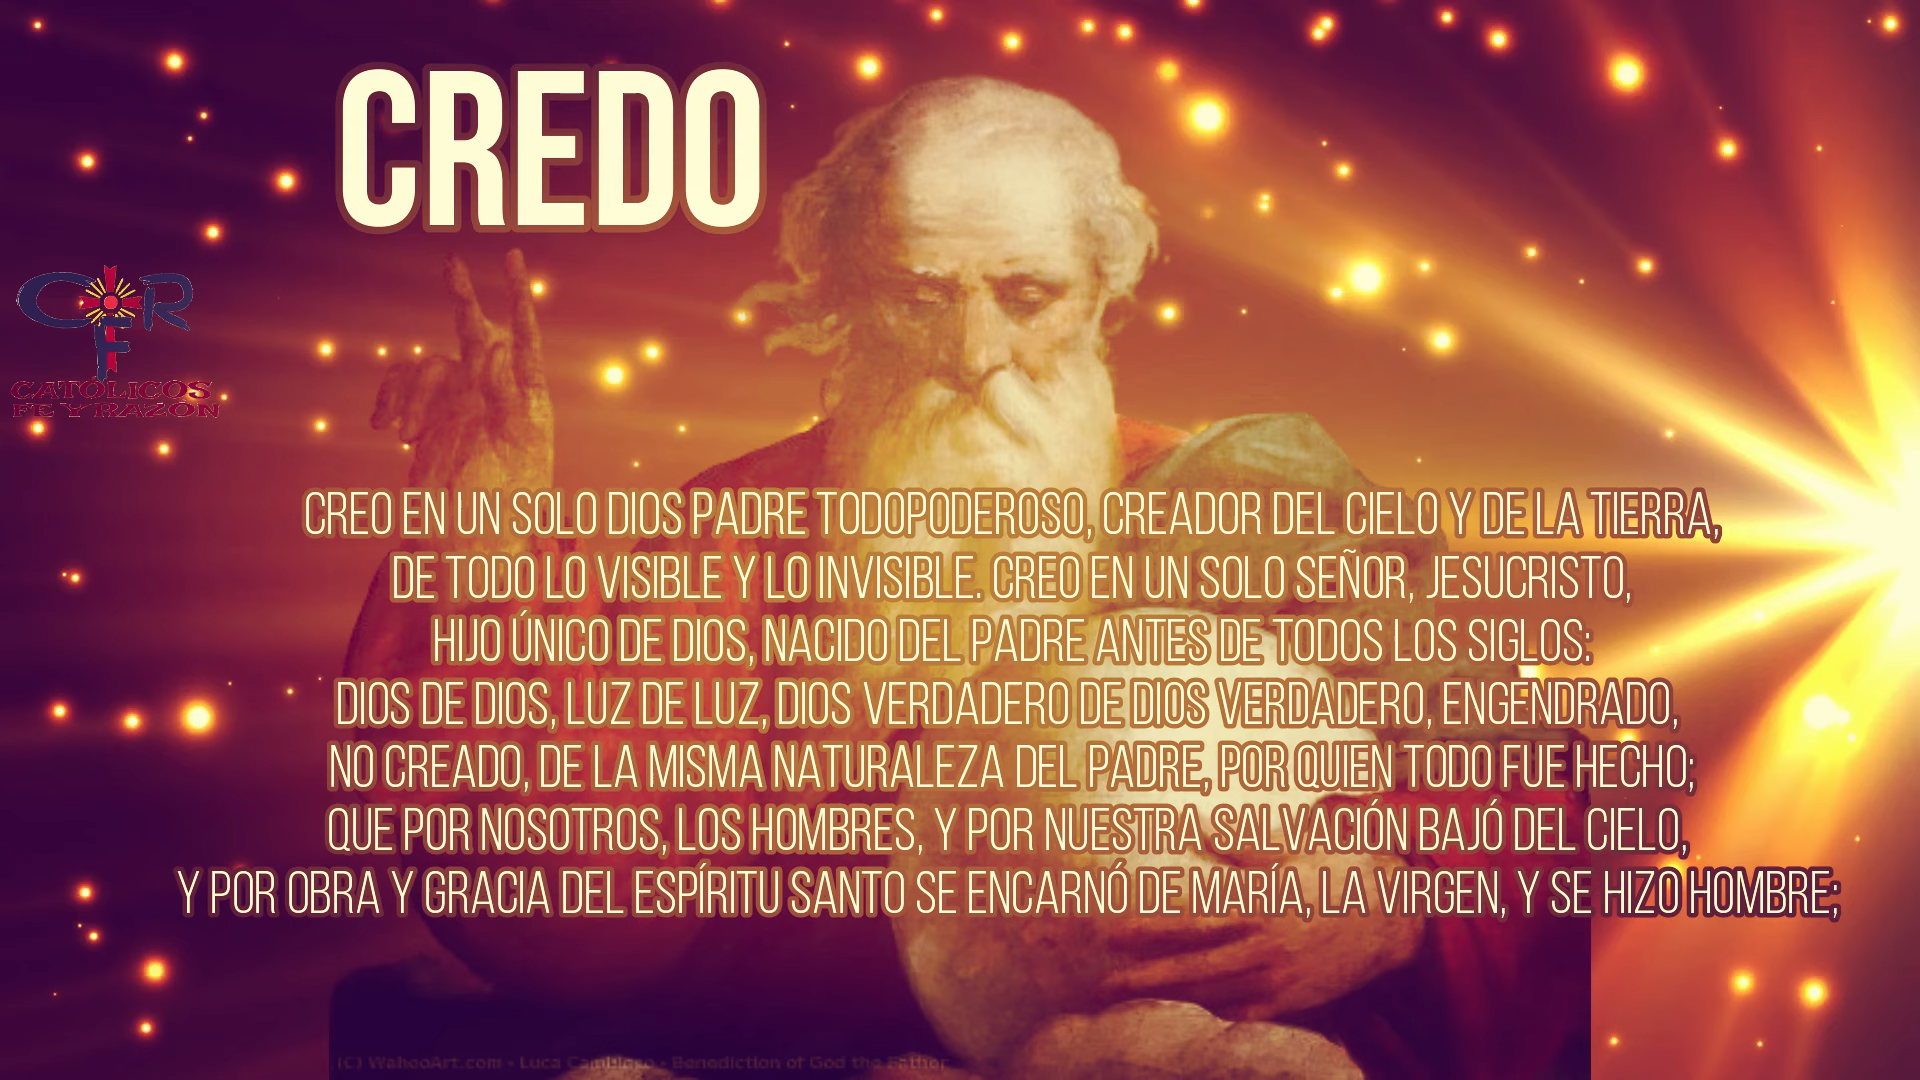 CREDO
CFR
CATÓLICOS
FE Y RAZÓN
CREO EN UN SOLO DIOS PADRE TODOPODEROSO, CREADOR DEL CIELO Y DE LA TIERRA,
DE TODO LO VISIBLE Y LO INVISIBLE. CREO EN UN SOLO SEÑOR, JESUCRISTO,
HIJO ÚNICO DE DIOS, NACIDO DEL PADRE ANTES DE TODOS LOS SIGLOS:
DIOS DE DIOS, LUZ DE LUZ, DIOS VERDADERO DE DIOS VERDADERO, ENGENDRADO,
NO CREADO, DE LA MISMA NATURALEZA DEL PADRE, POR QUIEN TODO FUE HECHO;
QUE POR NOSOTROS, LOS HOMBRES, Y POR NUESTRA SALVACIÓN BAJÓ DEL CIELO,
Y POR OBRA Y GRACIA DEL ESPÍRITU SANTO SE ENCARNÓ DE MARÍA, LA VIRGEN, Y SE HIZO HOMBRE;
(C) WahooArt.com - Luca Cambiaso - Benediction of God the Father